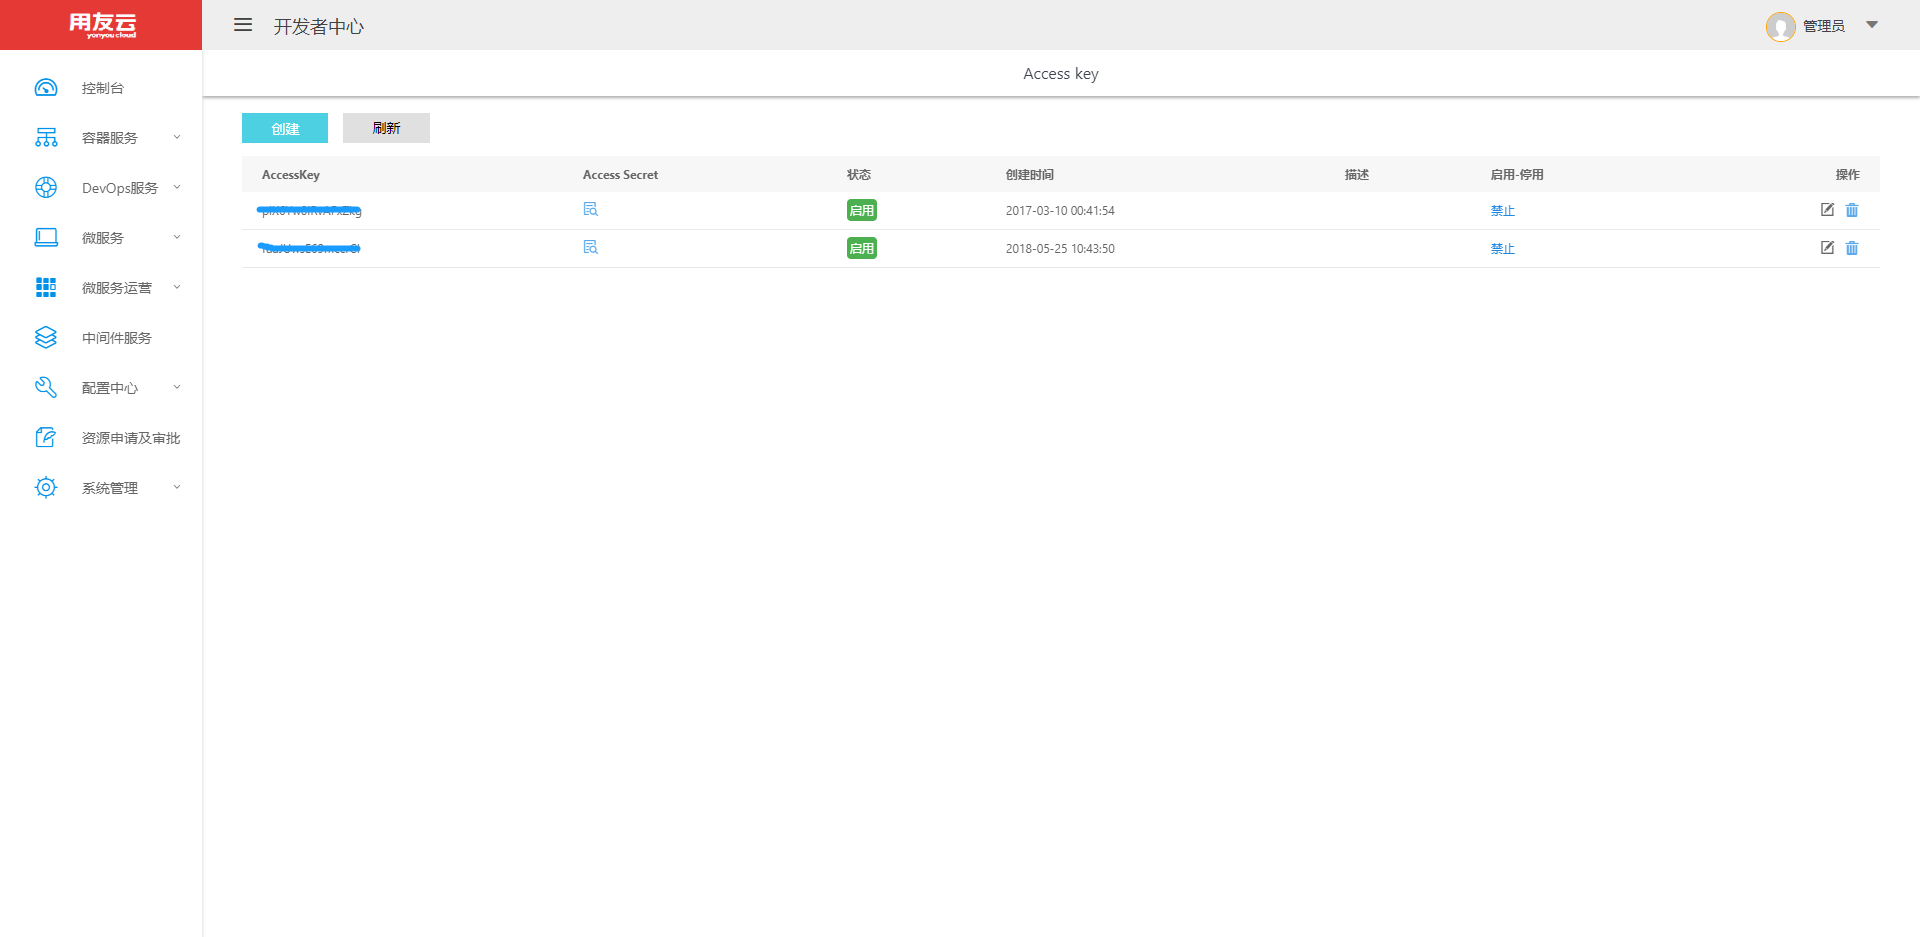 用友云
yonyou cloud
开发者中心
管理员
控制台
容器服务
DevOps服务
微服务
微服务运营
中间件服务
配置中心
资源申请及审批
系统管理
Access key
创建 刷新
AccessKey Access Secret 状态 创建时间 描述 启用-停用 操作
启用 2017-03-10 00:41:54 禁止
启用 2018-05-25 10:43:50 禁止